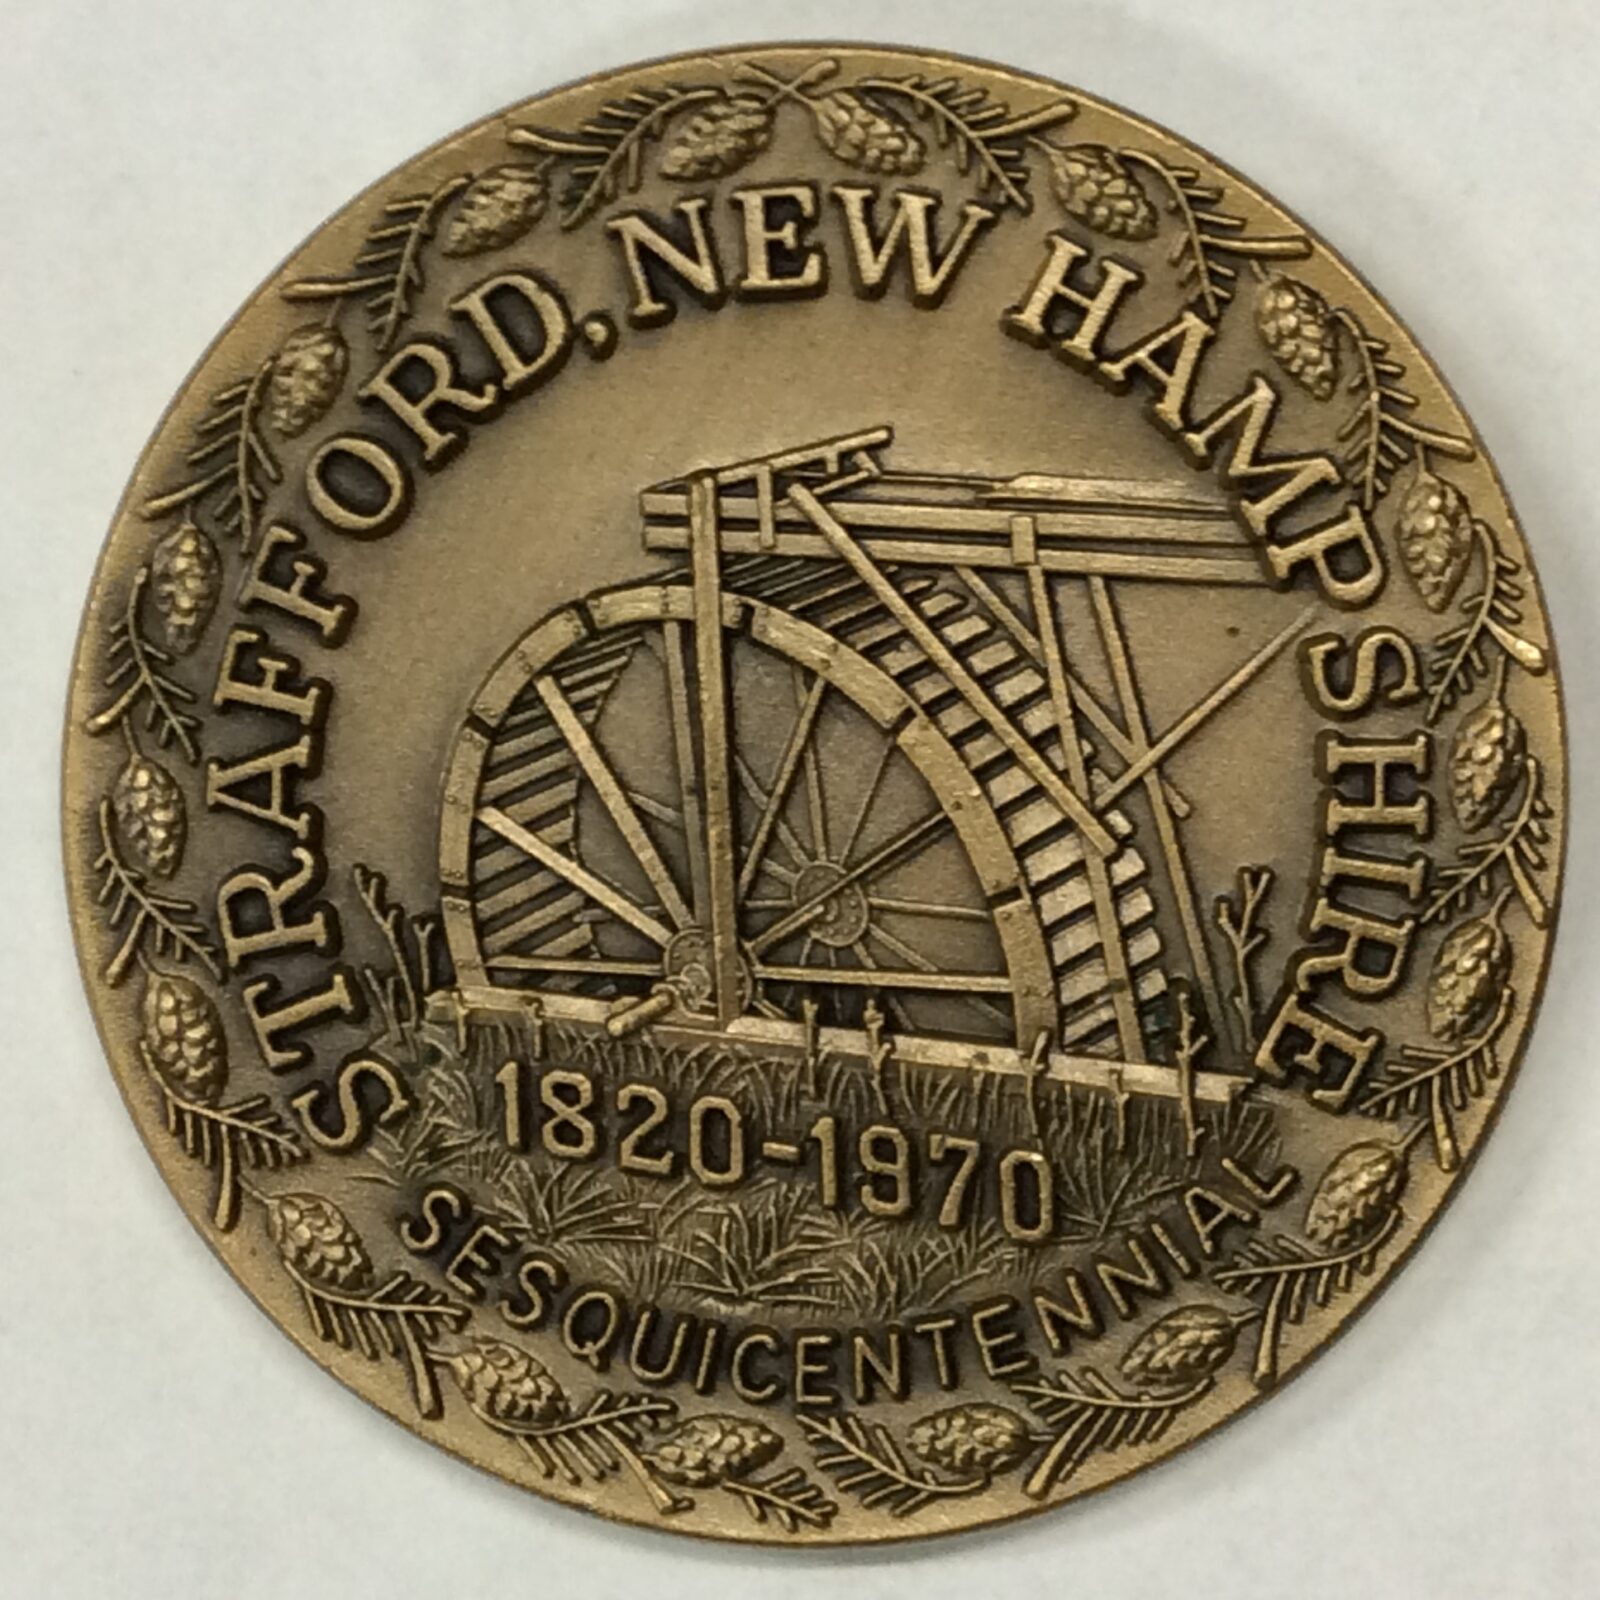 STRAFFORD, NEW HAMPSHIRE
1820-1970
SESQUICENTENNIAL